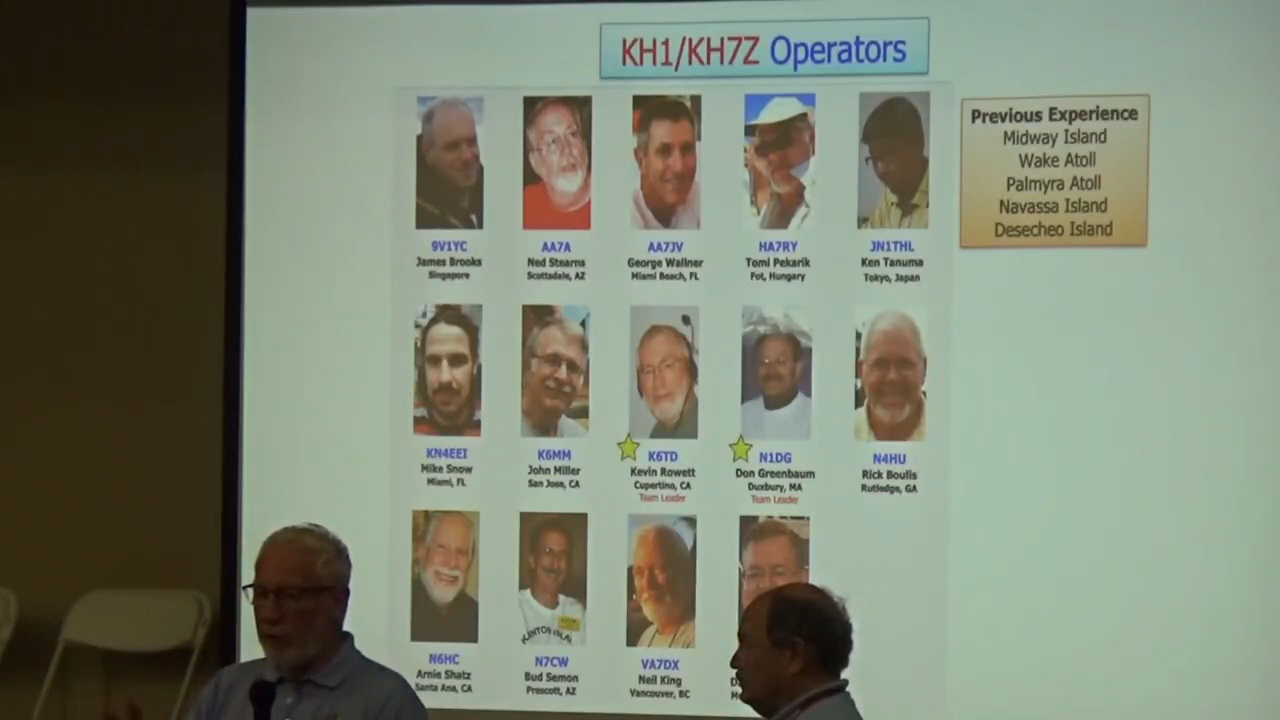 KH1/KH7Z Operators
Previous Experience
Midway Island
Wake Atoll
Palmyra Atoll
Navassa Island
Desecheo Island
9V1YC
James Brooks
Singapore
AA7A
Ned Stearns
Scottsdale, AZ
AA7JV
George Wallner
Miami Beach, FL
HA7RY
Tomi Pekarik
Fot, Hungary
JN1THL
Ken Tanuma
Tokyo, Japan
KN4EEI
Mike Snow
Miami, FL
K6MM
John Miller
San Jose, CA
K6TD
Kevin Rowett
Cupertino, CA
Team Leader
N1DG
Don Greenbaum
Duxbury, MA
Team Leader
N4HU
Rick Boulis
Rutledge, GA
N6HC
Arnie Shatz
Santa Ana, CA
N7CW
Bud Semon
Prescott, AZ
VA7DX
Neil King
Vancouver, BC